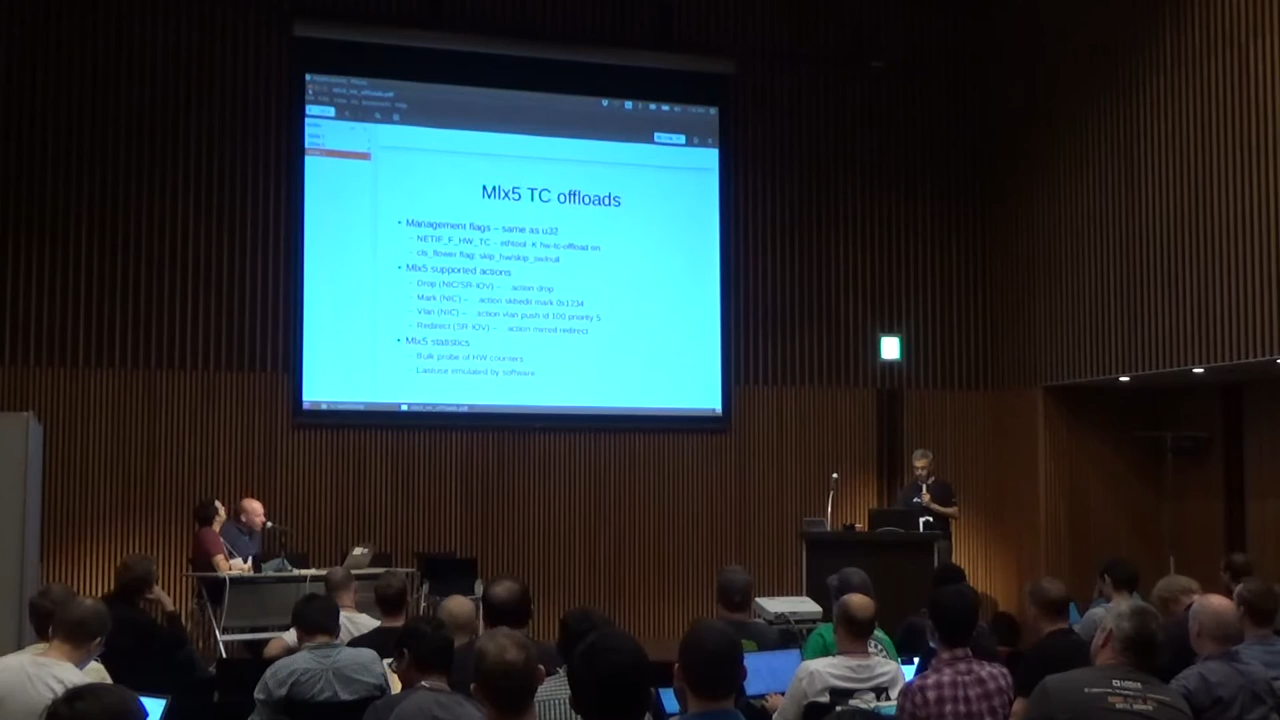 Mlx5 TC offloads
• Management flags – same as u32
– NETIF_F_HW_TC – ethtool -K hw-tc-offload on
– cls_flower flag: skip_hw/skip_sw/null
• Mlx5 supported actions
– Drop (NIC/SR-IOV) – .. action drop
– Mark (NIC) – .. action skbedit mark 0x1234
– Vlan (NIC) – .. action vlan push id 100 priority 5
– Redirect (SR-IOV) – .. action mirred redirect
• Mlx5 statistics
– Bulk probe of HW counters
– Lastuse emulated by software